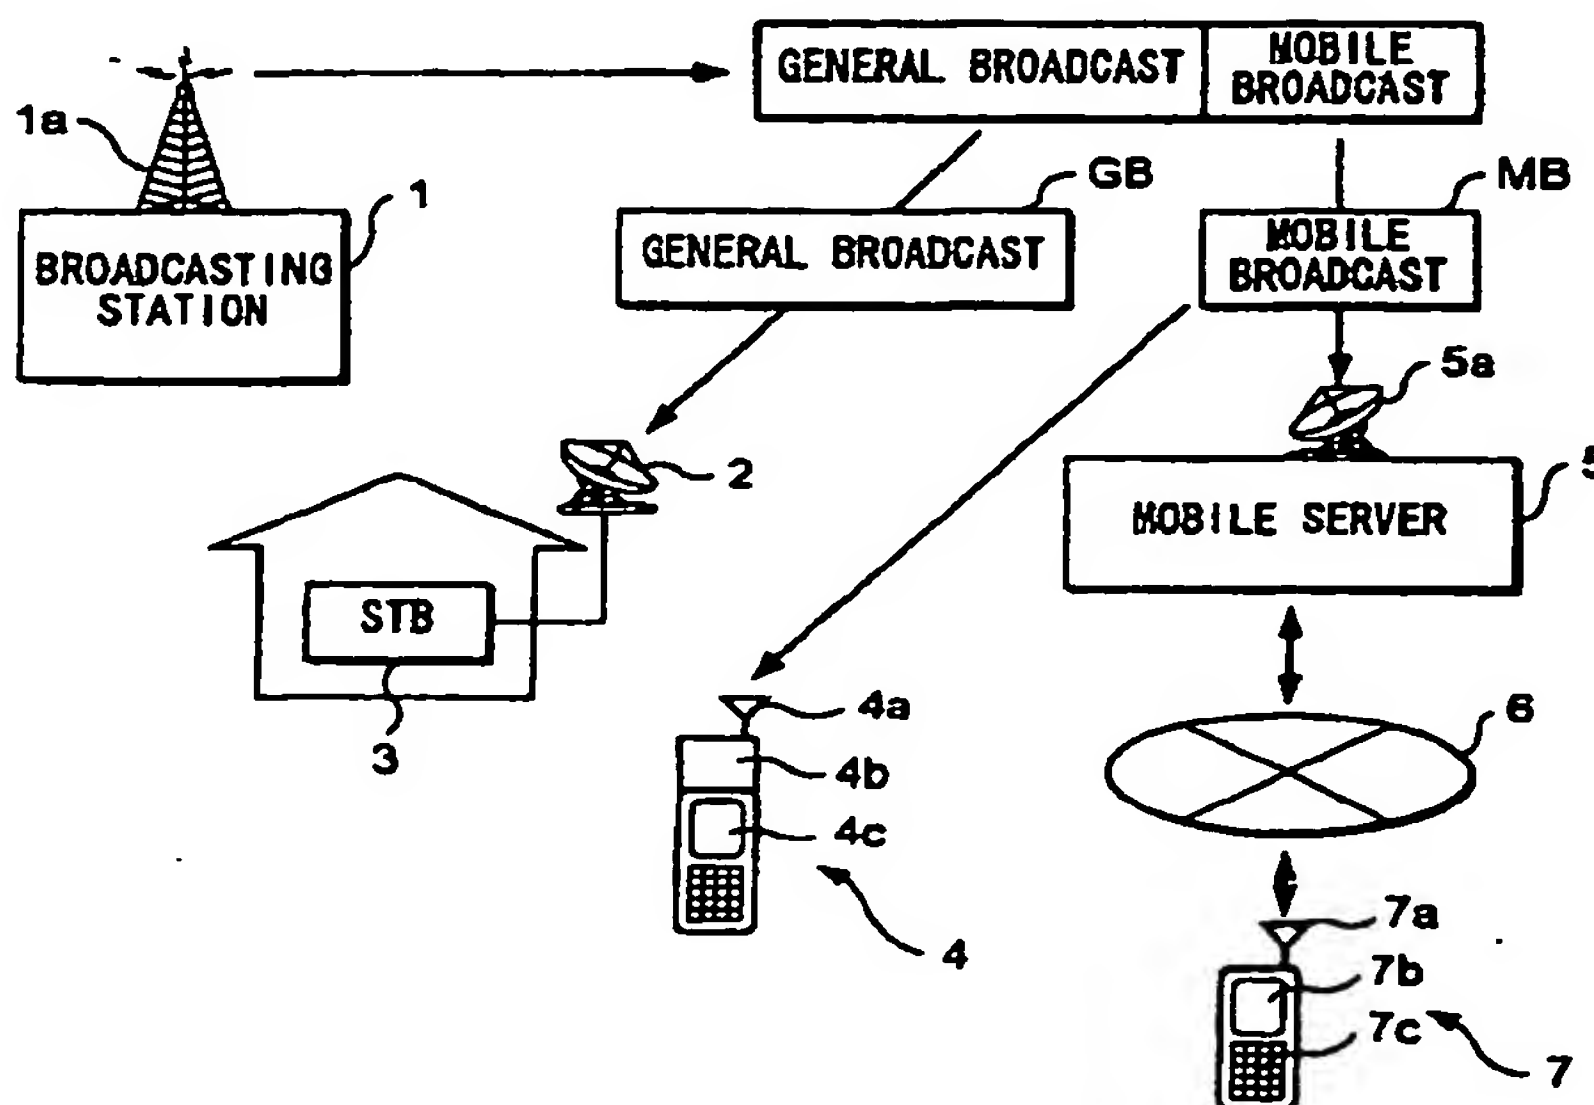 GENERAL BROADCAST
MOBILE
BROADCAST
1a
1
GB
MB
BROADCASTING
STATION
GENERAL BROADCAST
MOBILE
BROADCAST
5a
2
5
MOBILE SERVER
STB
3
4a
6
4b
4c
4
7a
7b
7c
7